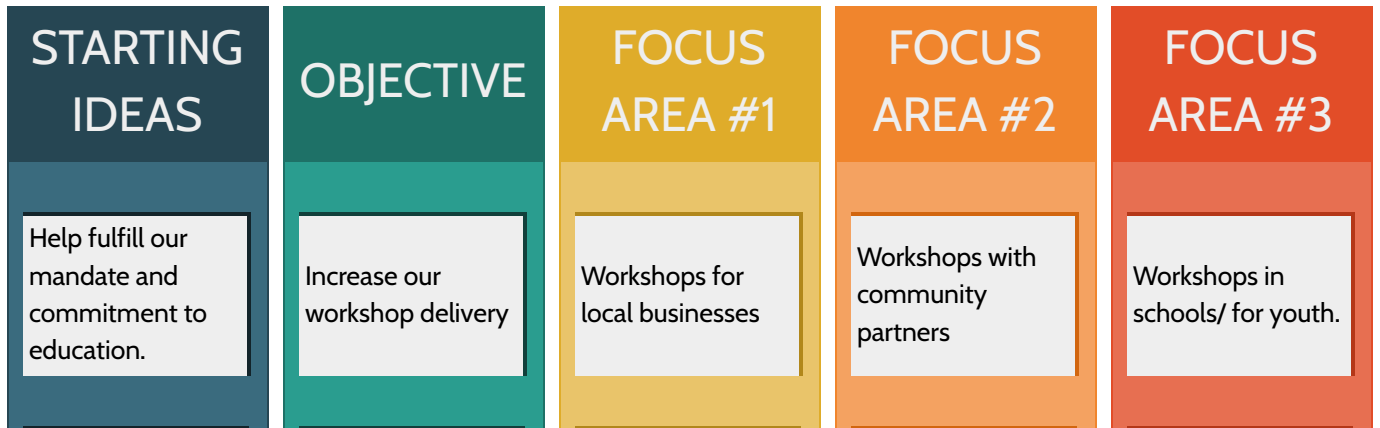 STARTING
IDEAS
OBJECTIVE
FOCUS
AREA #1
FOCUS
AREA #2
FOCUS
AREA #3
Help fulfill our
mandate and
commitment to
education.
Increase our
workshop delivery
Workshops for
local businesses
Workshops with
community
partners
Workshops in
schools/ for youth.